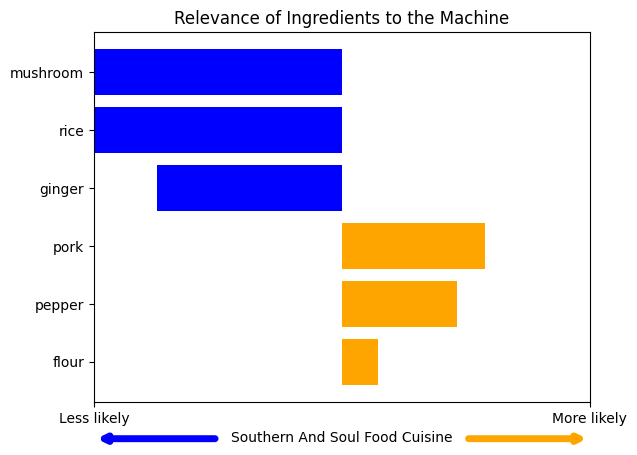 Relevance of Ingredients to the Machine
mushroom
rice
ginger
pork
pepper
flour
Less likely
More likely
Southern And Soul Food Cuisine